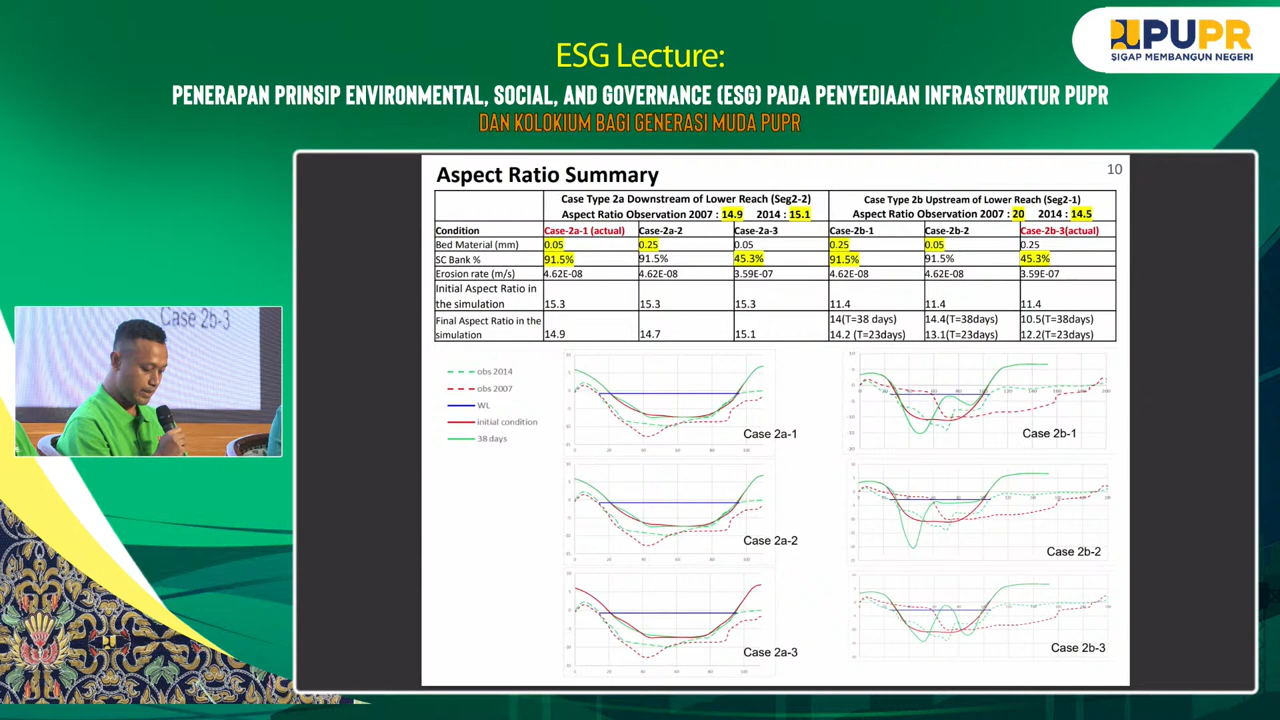 ESG Lecture:
PENERAPAN PRINSIP ENVIRONMENTAL, SOCIAL, AND GOVERNANCE (ESG) PADA PENYEDIAAN INFRASTRUKTUR PUPR
DAN KOLOKIUM BAGI GENERASI MUDA PUPR
PUPR
SIGAP MEMBANGUN NEGERI
Aspect Ratio Summary
10
Case Type 2a Downstream of Lower Reach (Seg2-2)
Aspect Ratio Observation 2007 : 14.9 2014 : 15.1
Case Type 2b Upstream of Lower Reach (Seg2-1)
Aspect Ratio Observation 2007 : 20 2014 : 14.5
Condition Case-2a-1 (actual) Case-2a-2 Case-2a-3 Case-2b-1 Case-2b-2 Case-2b-3(actual)
Bed Material (mm) 0.05 0.25 0.05 0.25 0.05 0.25
SC Bank % 91.5% 91.5% 45.3% 91.5% 91.5% 45.3%
Erosion rate (m/s) 4.62E-08 4.62E-08 3.59E-07 4.62E-08 4.62E-08 3.59E-07
Initial Aspect Ratio in
the simulation 15.3 15.3 15.3 11.4 11.4 11.4
Final Aspect Ratio in the
simulation 14.9 14.7 15.1
14(T=38 days) 14.4(T=38days) 10.5(T=38days)
14.2 (T=23days) 13.1(T=23days) 12.2(T=23days)
obs 2014
obs 2007
WL
initial condition
38 days
Case 2a-1
Case 2b-1
Case 2a-2
Case 2b-2
Case 2a-3
Case 2b-3
Case 2b-3